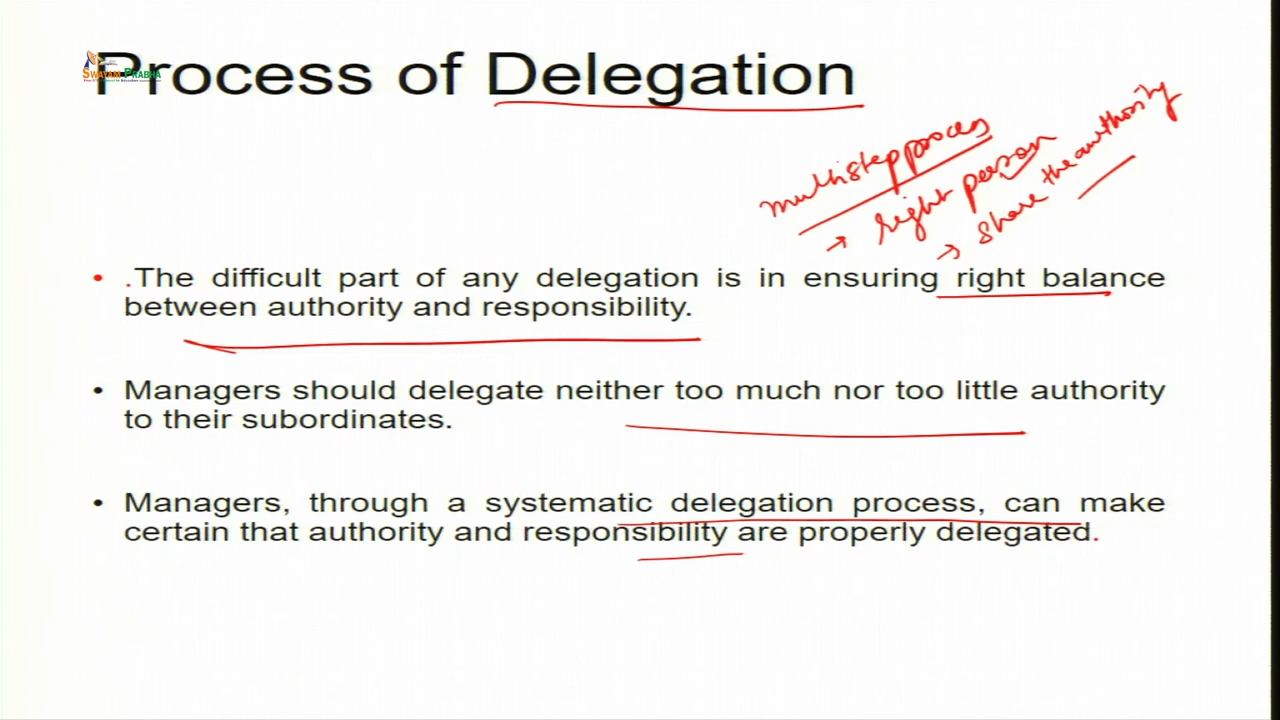 SWAYAM PRABHA
Process of Delegation
multistep process
→ right person
→ share the authority
• .The difficult part of any delegation is in ensuring right balance
between authority and responsibility.
• Managers should delegate neither too much nor too little authority
to their subordinates.
• Managers, through a systematic delegation process, can make
certain that authority and responsibility are properly delegated.